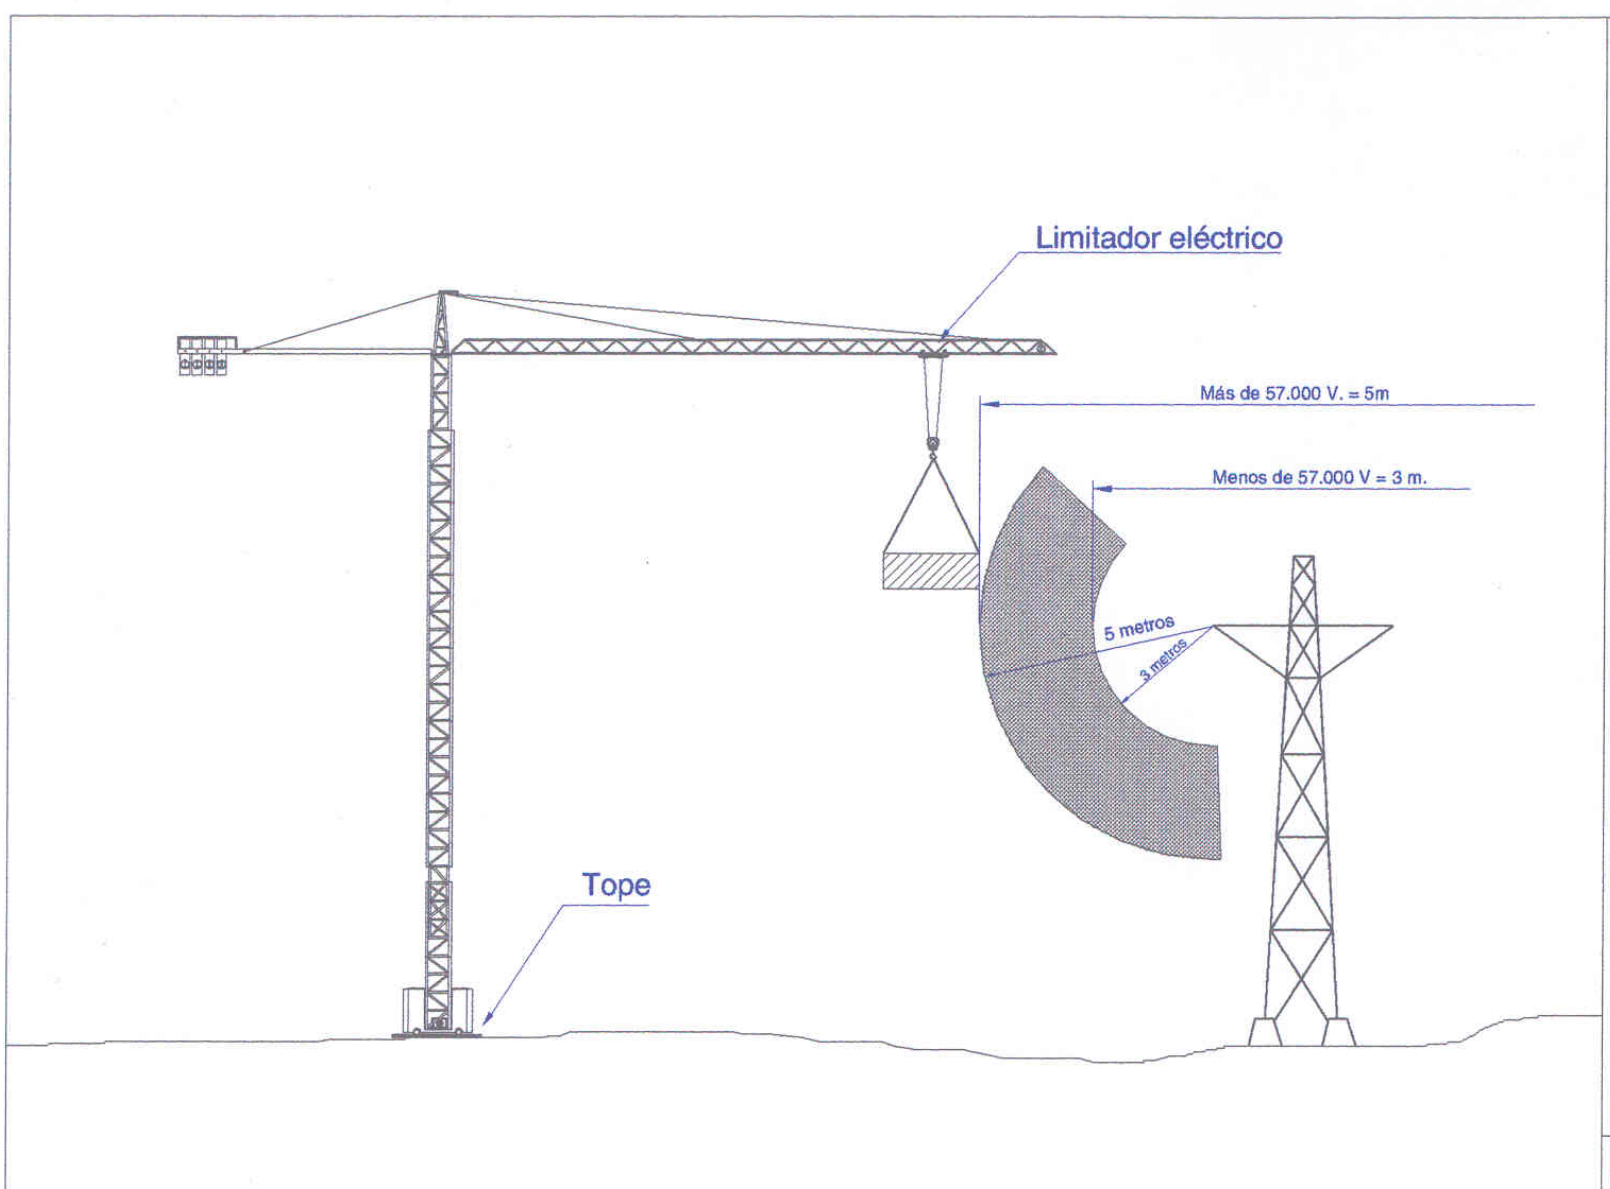 Limitador eléctrico
Más de 57.000 V. = 5m
Menos de 57.000 V = 3 m.
5 metros
3 metros
Tope